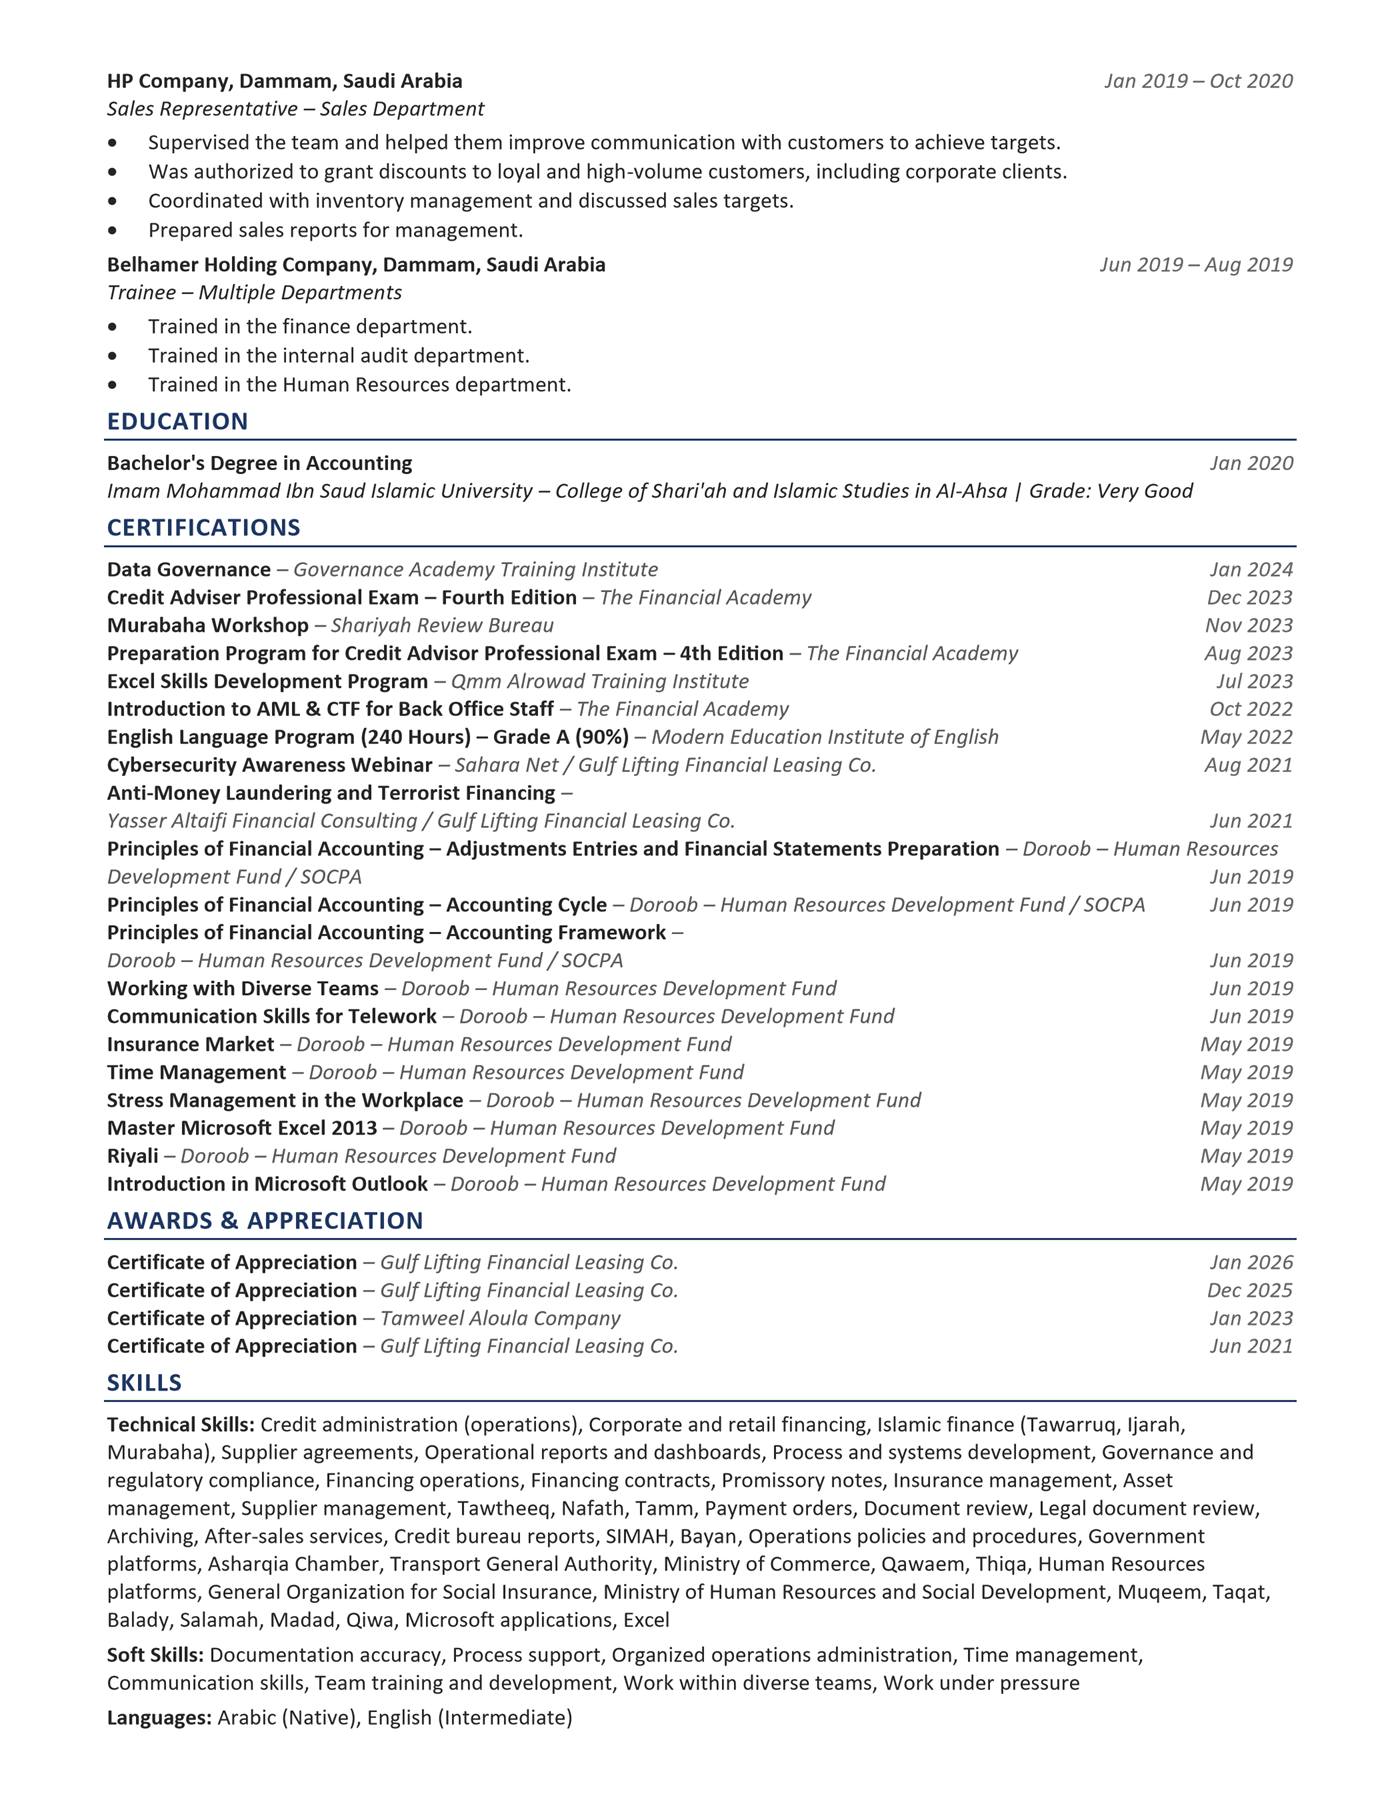 HP Company, Dammam, Saudi Arabia Jan 2019 – Oct 2020
Sales Representative – Sales Department
• Supervised the team and helped them improve communication with customers to achieve targets.
• Was authorized to grant discounts to loyal and high-volume customers, including corporate clients.
• Coordinated with inventory management and discussed sales targets.
• Prepared sales reports for management.
Belhamer Holding Company, Dammam, Saudi Arabia Jun 2019 – Aug 2019
Trainee – Multiple Departments
• Trained in the finance department.
• Trained in the internal audit department.
• Trained in the Human Resources department.
EDUCATION
Bachelor's Degree in Accounting Jan 2020
Imam Mohammad Ibn Saud Islamic University – College of Shari'ah and Islamic Studies in Al-Ahsa | Grade: Very Good
CERTIFICATIONS
Data Governance – Governance Academy Training Institute Jan 2024
Credit Adviser Professional Exam – Fourth Edition – The Financial Academy Dec 2023
Murabaha Workshop – Shariyah Review Bureau Nov 2023
Preparation Program for Credit Advisor Professional Exam – 4th Edition – The Financial Academy Aug 2023
Excel Skills Development Program – Qmm Alrowad Training Institute Jul 2023
Introduction to AML & CTF for Back Office Staff – The Financial Academy Oct 2022
English Language Program (240 Hours) – Grade A (90%) – Modern Education Institute of English May 2022
Cybersecurity Awareness Webinar – Sahara Net / Gulf Lifting Financial Leasing Co. Aug 2021
Anti-Money Laundering and Terrorist Financing –
Yasser Altaifi Financial Consulting / Gulf Lifting Financial Leasing Co. Jun 2021
Principles of Financial Accounting – Adjustments Entries and Financial Statements Preparation – Doroob – Human Resources
Development Fund / SOCPA Jun 2019
Principles of Financial Accounting – Accounting Cycle – Doroob – Human Resources Development Fund / SOCPA Jun 2019
Principles of Financial Accounting – Accounting Framework –
Doroob – Human Resources Development Fund / SOCPA Jun 2019
Working with Diverse Teams – Doroob – Human Resources Development Fund Jun 2019
Communication Skills for Telework – Doroob – Human Resources Development Fund Jun 2019
Insurance Market – Doroob – Human Resources Development Fund May 2019
Time Management – Doroob – Human Resources Development Fund May 2019
Stress Management in the Workplace – Doroob – Human Resources Development Fund May 2019
Master Microsoft Excel 2013 – Doroob – Human Resources Development Fund May 2019
Riyali – Doroob – Human Resources Development Fund May 2019
Introduction in Microsoft Outlook – Doroob – Human Resources Development Fund May 2019
AWARDS & APPRECIATION
Certificate of Appreciation – Gulf Lifting Financial Leasing Co. Jan 2026
Certificate of Appreciation – Gulf Lifting Financial Leasing Co. Dec 2025
Certificate of Appreciation – Tamweel Aloula Company Jan 2023
Certificate of Appreciation – Gulf Lifting Financial Leasing Co. Jun 2021
SKILLS
Technical Skills: Credit administration (operations), Corporate and retail financing, Islamic finance (Tawarruq, Ijarah,
Murabaha), Supplier agreements, Operational reports and dashboards, Process and systems development, Governance and
regulatory compliance, Financing operations, Financing contracts, Promissory notes, Insurance management, Asset
management, Supplier management, Tawtheeq, Nafath, Tamm, Payment orders, Document review, Legal document review,
Archiving, After-sales services, Credit bureau reports, SIMAH, Bayan, Operations policies and procedures, Government
platforms, Asharqia Chamber, Transport General Authority, Ministry of Commerce, Qawaem, Thiqa, Human Resources
platforms, General Organization for Social Insurance, Ministry of Human Resources and Social Development, Muqeem, Taqat,
Balady, Salamah, Madad, Qiwa, Microsoft applications, Excel
Soft Skills: Documentation accuracy, Process support, Organized operations administration, Time management,
Communication skills, Team training and development, Work within diverse teams, Work under pressure
Languages: Arabic (Native), English (Intermediate)